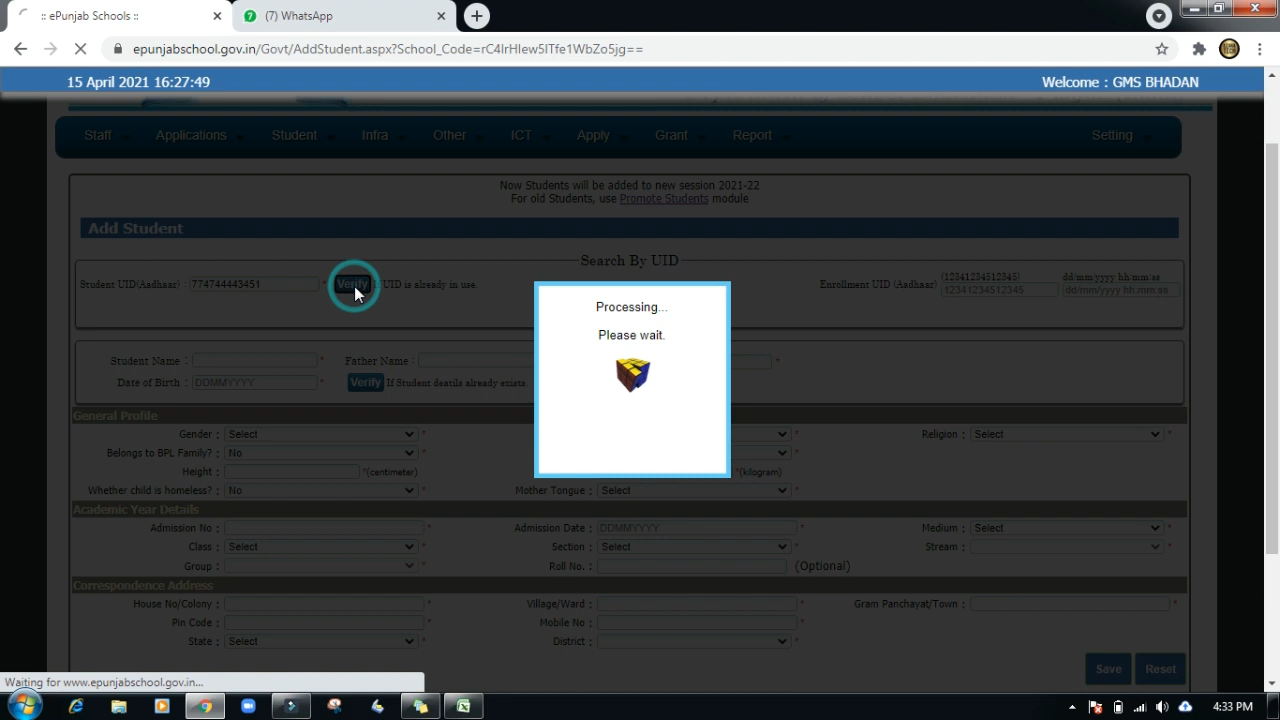 :: ePunjab Schools ::
(7) WhatsApp
epunjabschool.gov.in/Govt/AddStudent.aspx?School_Code=rC4IrHIew5ITfe1WbZo5jg==
15 April 2021 16:27:49 Welcome : GMS BHADAN
Staff Applications Student Infra Other ICT Apply Grant Report Setting
Now Students will be added to new session 2021-22
For old Students, use Promote Students module
Add Student
Search By UID
Student UID(Aadhaar) : 774744443451 * Verify UID is already in use. Enrollment UID (Aadhaar) (12341234512345) dd/mm/yyyy hh:mm:ss
12341234512345 dd/mm/yyyy hh:mm:ss
Processing...
Please wait.
Student Name : * Father Name : *
Date of Birth : DDMMYYYY * Verify If Student deatils already exists.
General Profile
Gender : Select * * Religion : Select *
Belongs to BPL Family? : No * *
Height : *(centimeter) *(kilogram)
Whether child is homeless? : No * Mother Tongue : Select *
Academic Year Details
Admission No : * Admission Date : DDMMYYYY * Medium : Select *
Class : Select * Section : Select * Stream : *
Group : * Roll No. : (Optional)
Correspondence Address
House No/Colony : * Village/Ward : * Gram Panchayat/Town : *
Pin Code : * Mobile No : *
State : Select * District : *
Save Reset
Waiting for www.epunjabschool.gov.in...
4:33 PM